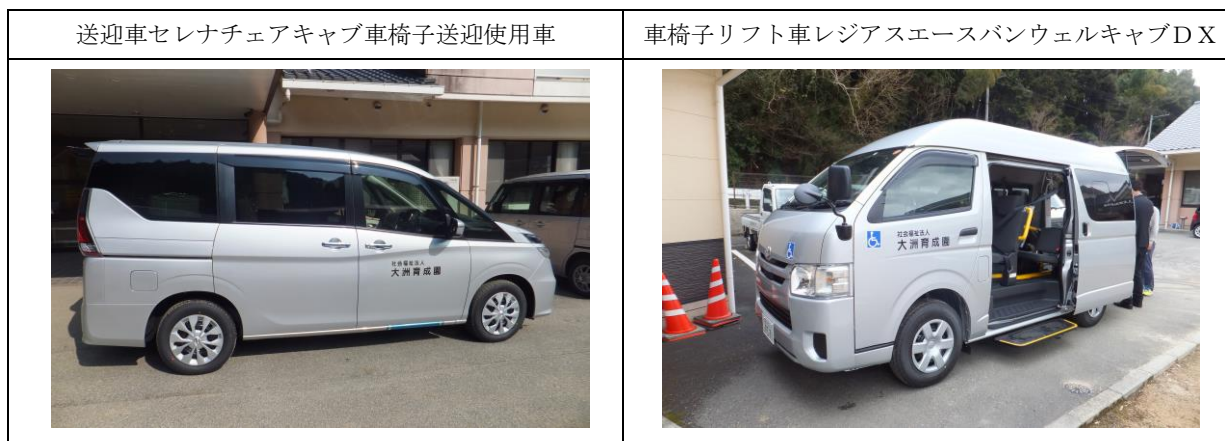 送迎車セレナチェアキャブ車椅子送迎使用車
車椅子リフト車レジアスエースバンウェルキャブＤＸ
社会福祉法人
大洲育成園
社会福祉法人
大洲育成園